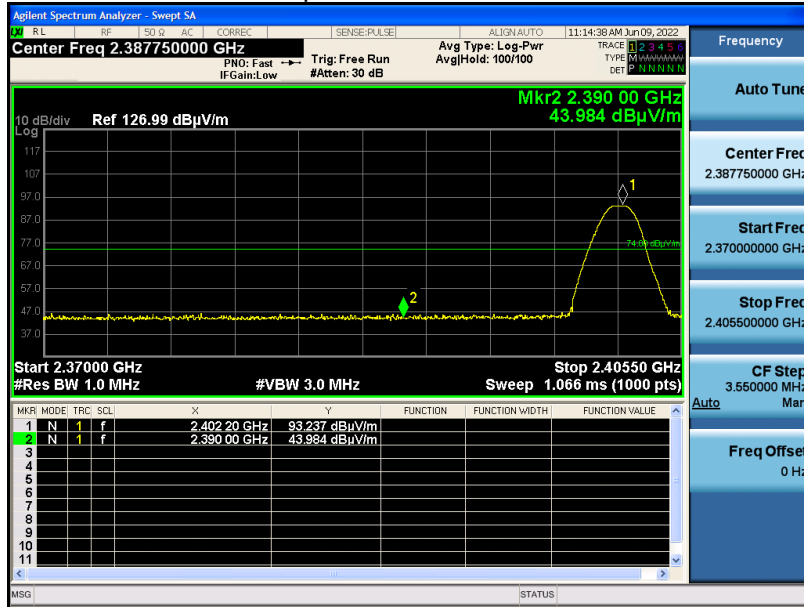 Agilent Spectrum Analyzer - Swept SA
RL RF 50 Ω AC CORREC SENSE:PULSE ALIGN AUTO 11:14:38 AM Jun 09, 2022
Center Freq 2.387750000 GHz
PNO: Fast
IFGain:Low
Trig: Free Run
#Atten: 30 dB
Avg Type: Log-Pwr
Avg|Hold: 100/100
TRACE 1 2 3 4 5 6
TYPE M
DET P N N N N N
Mkr2 2.390 00 GHz
43.984 dBµV/m
10 dB/div Ref 126.99 dBµV/m
Log
117
107
97.0
87.0
77.0
67.0
57.0
47.0
37.0
1
74.00 dBµV/m
2
Start 2.37000 GHz Stop 2.40550 GHz
#Res BW 1.0 MHz #VBW 3.0 MHz Sweep 1.066 ms (1000 pts)
MKR MODE TRC SCL X Y FUNCTION FUNCTION WIDTH FUNCTION VALUE
1 N 1 f 2.402 20 GHz 93.237 dBµV/m
2 N 1 f 2.390 00 GHz 43.984 dBµV/m
3
4
5
6
7
8
9
10
11
MSG STATUS
Frequency
Auto Tune
Center Freq
2.387750000 GHz
Start Freq
2.370000000 GHz
Stop Freq
2.405500000 GHz
CF Step
3.550000 MHz
Auto Man
Freq Offset
0 Hz